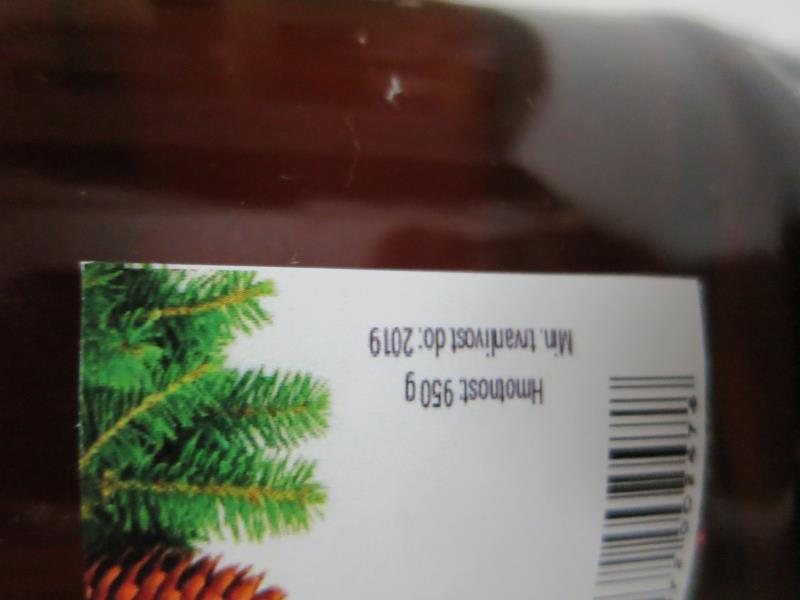 Hmotnost: 950 g
Min. trvanlivost do: 2019